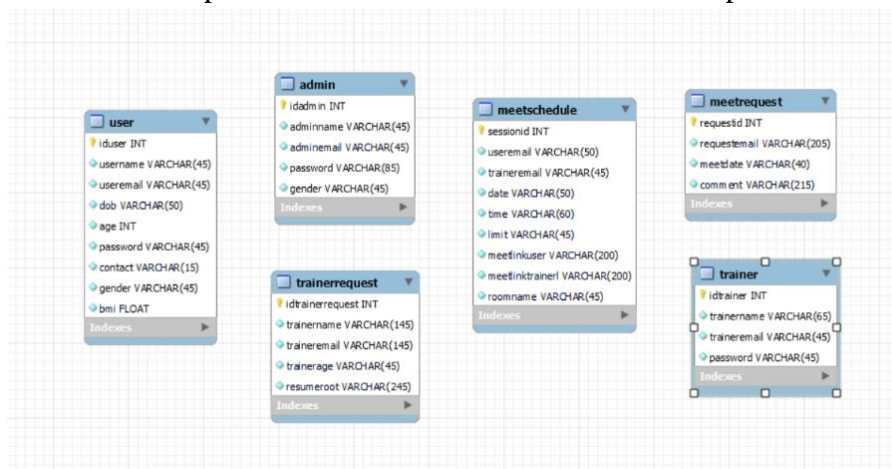 user
iduser INT
username VARCHAR(45)
useremail VARCHAR(45)
dob VARCHAR(50)
age INT
password VARCHAR(45)
contact VARCHAR(15)
gender VARCHAR(45)
bmi FLOAT
Indexes
admin
idadmin INT
adminname VARCHAR(45)
adminemail VARCHAR(45)
password VARCHAR(85)
gender VARCHAR(45)
Indexes
trainerrequest
idtrainerrequest INT
trainername VARCHAR(145)
traineremail VARCHAR(145)
trainerage VARCHAR(45)
resumeroot VARCHAR(245)
Indexes
meetschedule
sessionid INT
useremail VARCHAR(50)
traineremail VARCHAR(45)
date VARCHAR(50)
time VARCHAR(60)
limit VARCHAR(45)
meetlinkuser VARCHAR(200)
meetlinktrainerl VARCHAR(200)
roomname VARCHAR(45)
Indexes
meetrequest
requestid INT
requestemail VARCHAR(205)
meetdate VARCHAR(40)
comment VARCHAR(215)
Indexes
trainer
idtrainer INT
trainername VARCHAR(65)
traineremail VARCHAR(45)
password VARCHAR(45)
Indexes